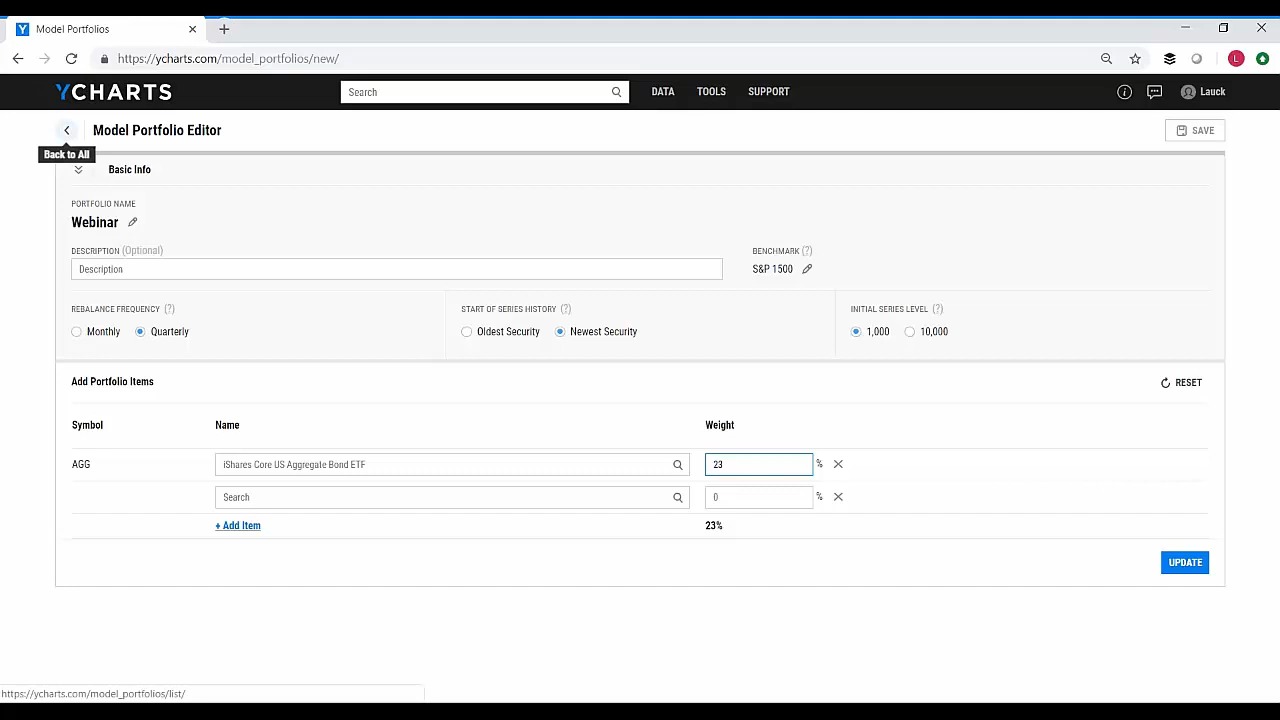 Y Model Portfolios
https://ycharts.com/model_portfolios/new/ L
YCHARTS Search DATA TOOLS SUPPORT Lauck
Model Portfolio Editor SAVE
Back to All
Basic Info
PORTFOLIO NAME
Webinar
DESCRIPTION (Optional) BENCHMARK (?)
Description S&P 1500
REBALANCE FREQUENCY (?) START OF SERIES HISTORY (?) INITIAL SERIES LEVEL (?)
Monthly Quarterly Oldest Security Newest Security 1,000 10,000
Add Portfolio Items RESET
Symbol Name Weight
AGG iShares Core US Aggregate Bond ETF 23 %
Search 0 %
+ Add Item 23%
UPDATE
https://ycharts.com/model_portfolios/list/